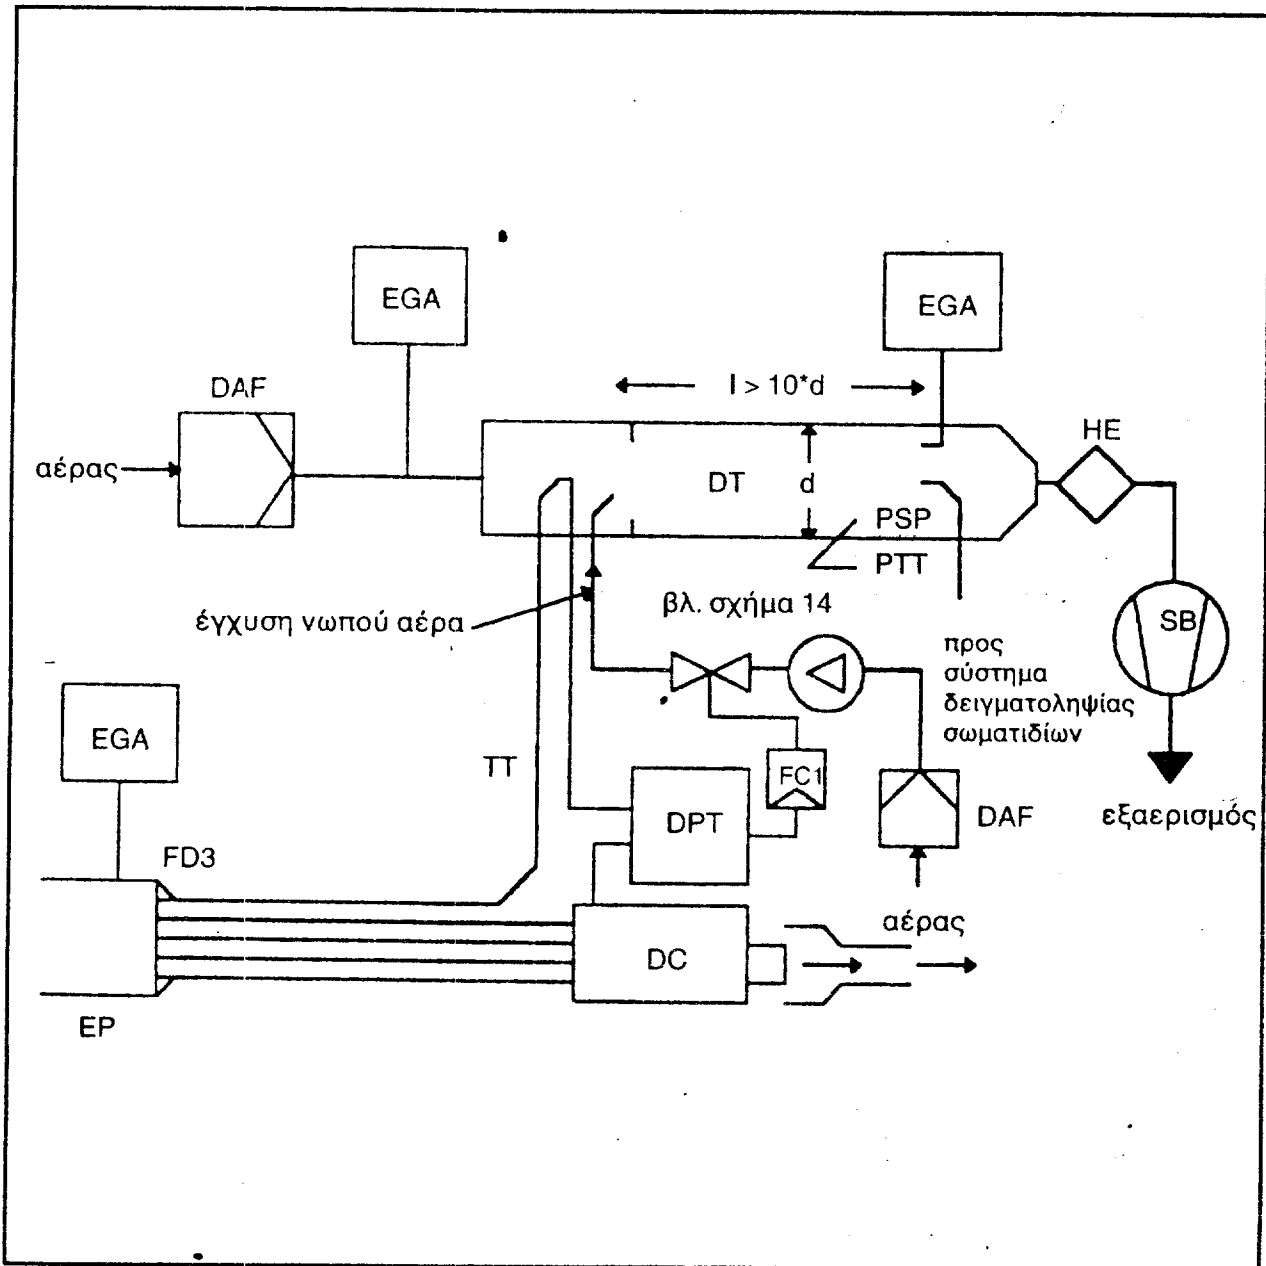 EGA
EGA
DAF
l > 10*d
HE
αέρας
DT
d
PSP
PTT
έγχυση νωπού αέρα
βλ. σχήμα 14
SB
προς
σύστημα
δειγματοληψίας
σωματιδίων
EGA
TT
FC1
DPT
DAF
εξαερισμός
FD3
αέρας
DC
EP